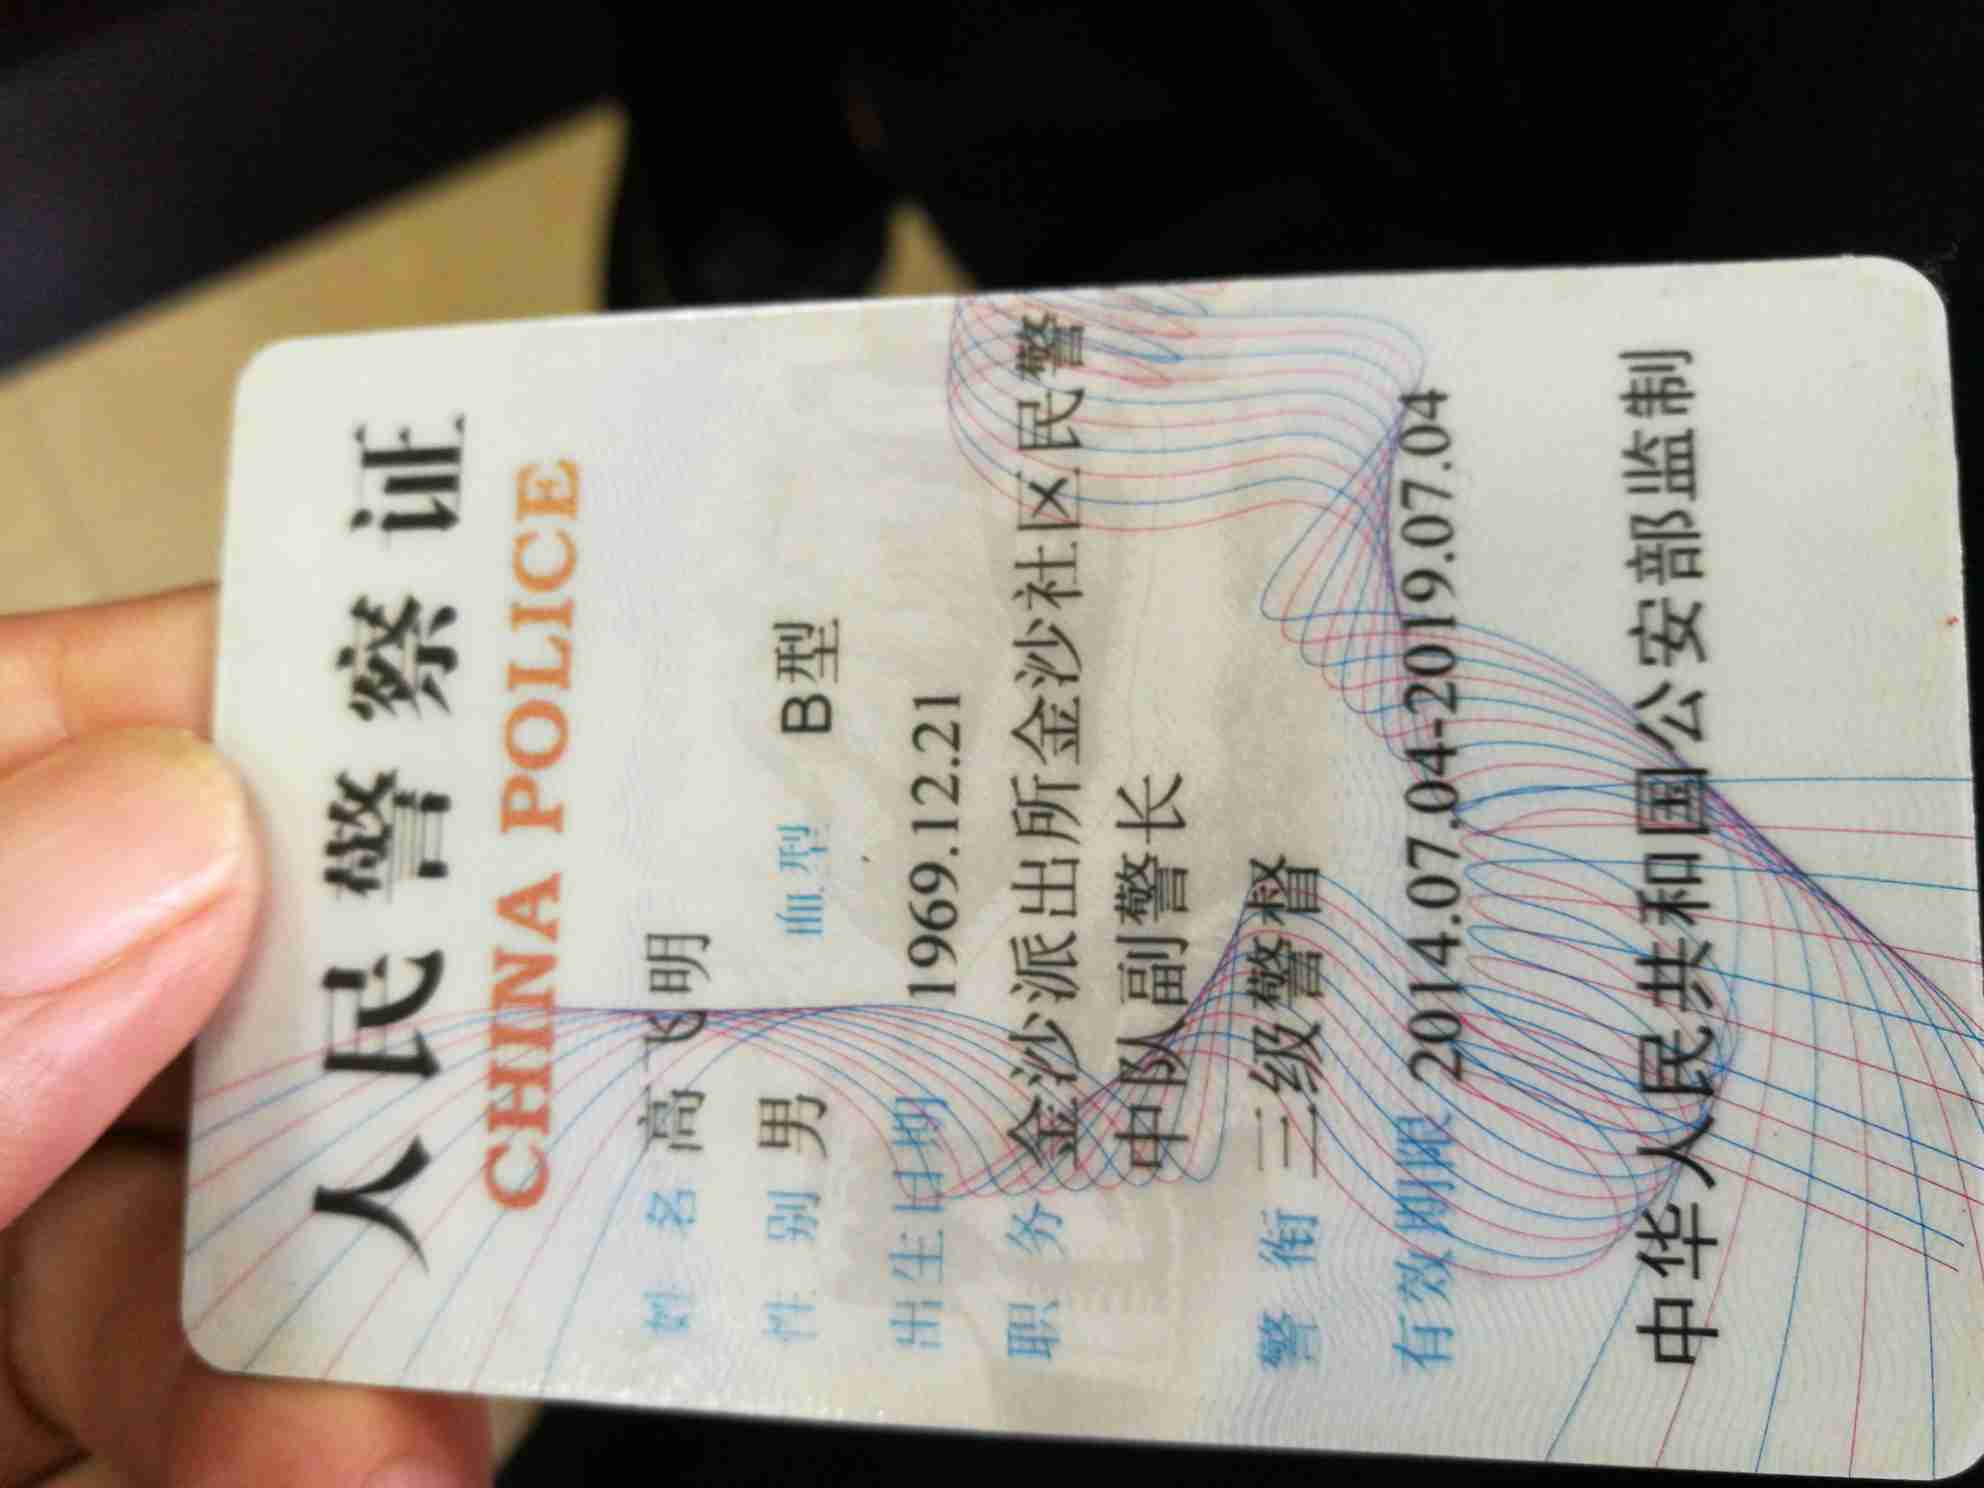 人民警察证
CHINA POLICE
姓 名 高飞明
性 别 男 血型 B型
出生日期 1969.12.21
职 务 金沙派出所金沙社区民警
中队副警长
警 衔 三级警督
有效期限 2014.07.04-2019.07.04
中华人民共和国公安部监制